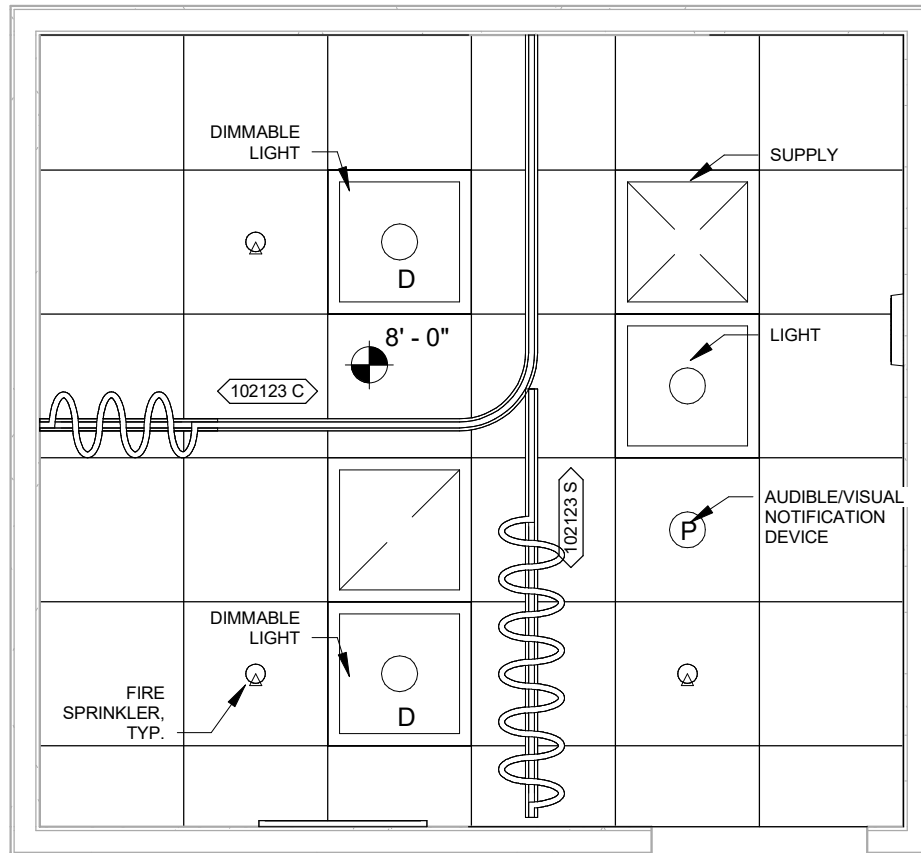 DIMMABLE
LIGHT
SUPPLY
D
8' - 0"
LIGHT
102123 C
102123 S
AUDIBLE/VISUAL
NOTIFICATION
DEVICE
P
DIMMABLE
LIGHT
FIRE
SPRINKLER,
TYP.
D